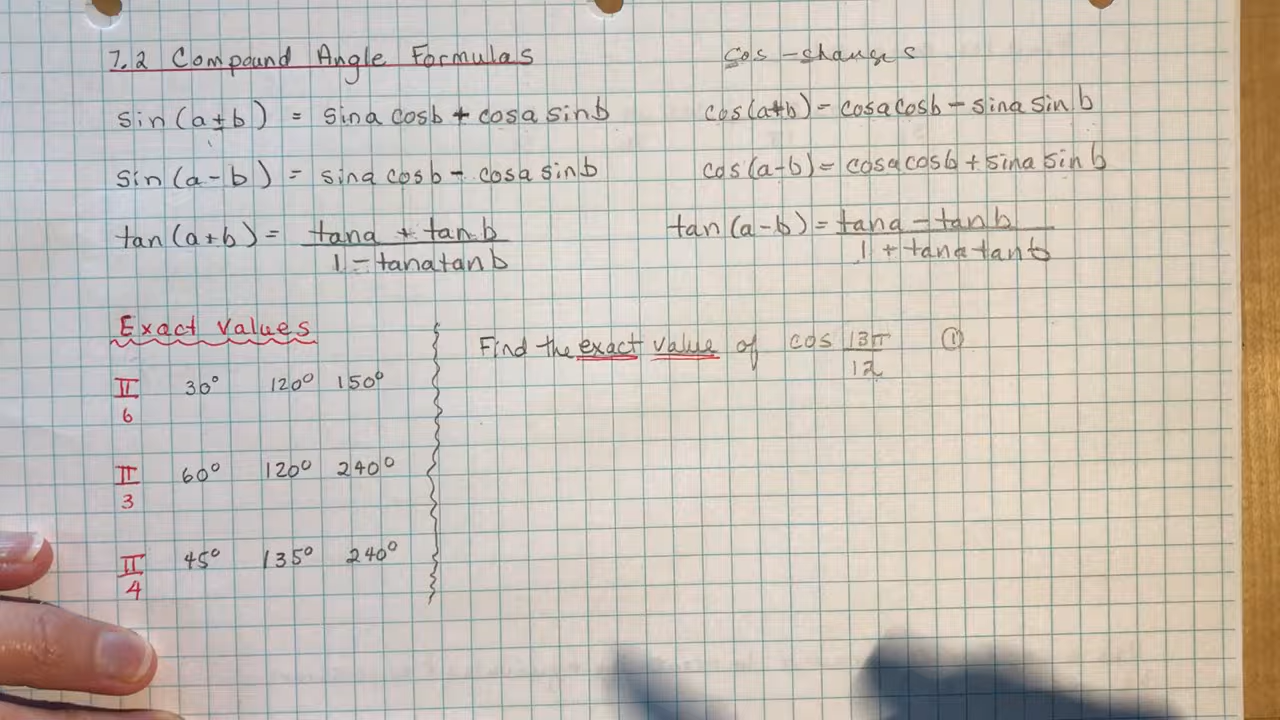 7.2 Compound Angle Formulas
cos - changes
sin(a+b) = sina cosb + cosa sinb
cos(a+b) = cosa cosb - sina sin b
sin(a-b) = sina cosb - cosa sinb
cos(a-b) = cosa cosb + sina sin b
tan(a+b) = tana + tanb
1 - tana tan b
tan(a-b) = tana - tan b
1 + tana tan b
Exact Values
Find the exact value of cos 13π/12 ①
π/6 30° 120° 150°
π/3 60° 120° 240°
π/4 45° 135° 240°